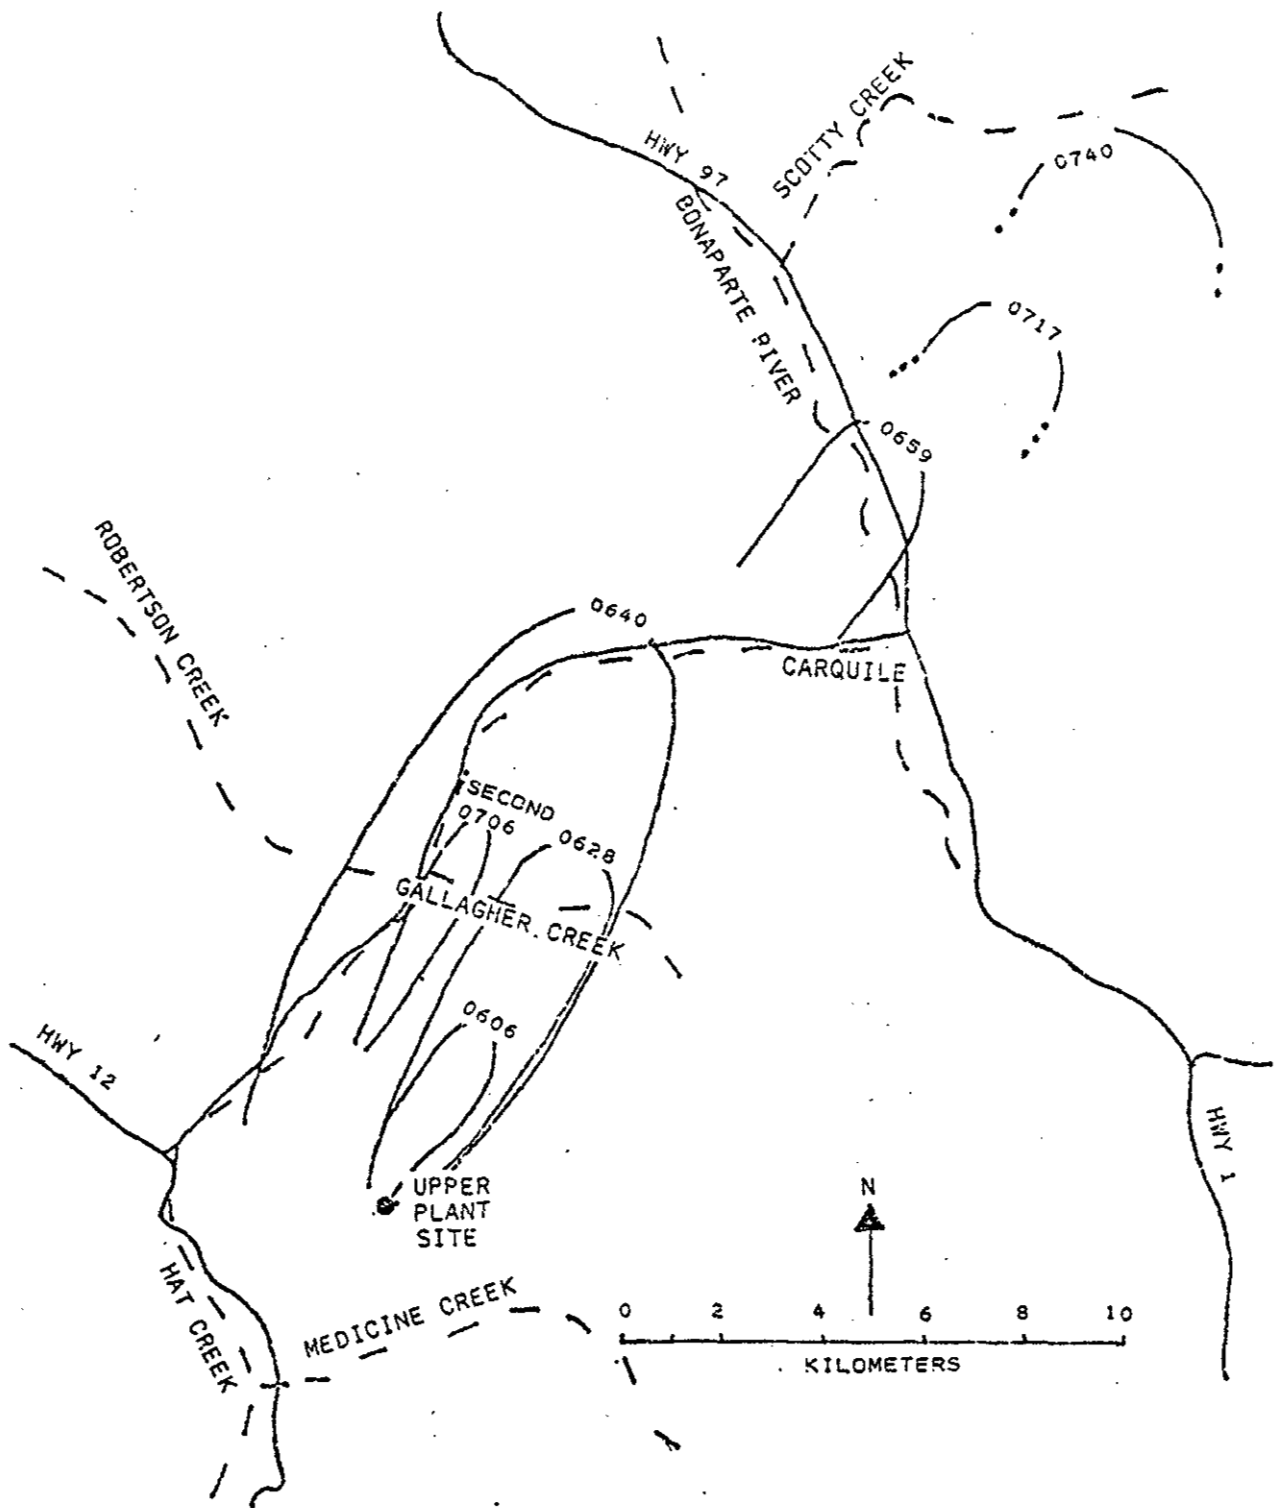 SCOTTY CREEK
HWY 97
0740
BONAPARTE RIVER
0717
0659
ROBERTSON CREEK
0640
CARQUILE
SECOND
0706
0628
GALLAGHER CREEK
0606
HWY 12
HWY 1
UPPER
PLANT
SITE
N
HAT CREEK
MEDICINE CREEK
0 2 4 6 8 10
KILOMETERS